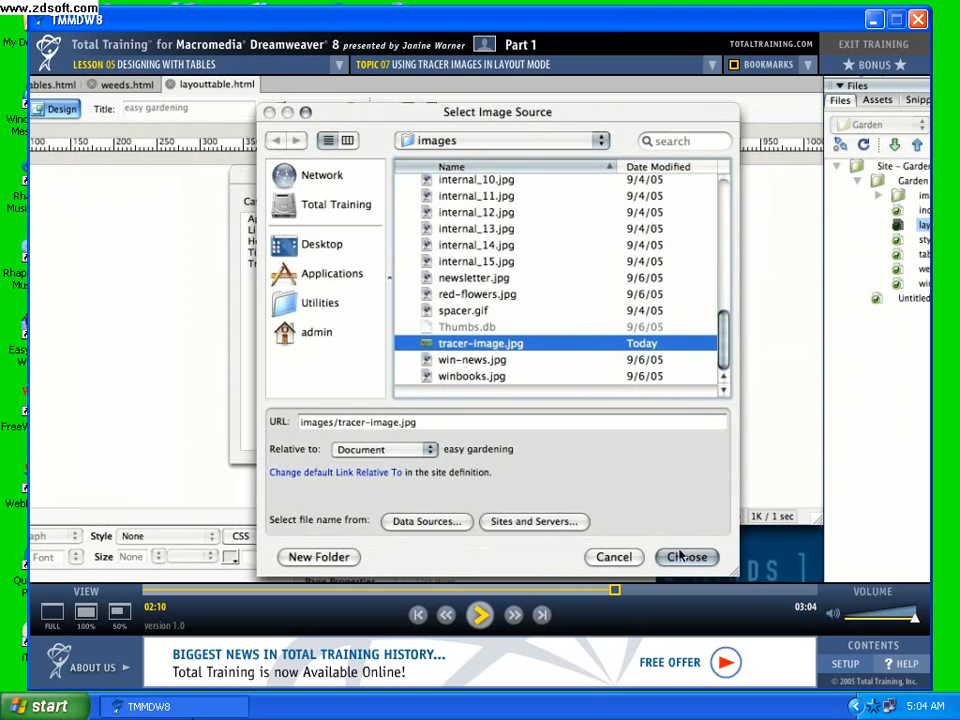 www.zdsoft.com
TMMDW8
Total Training™ for Macromedia® Dreamweaver® 8 presented by Janine Warner
Part 1
TOTALTRAINING.COM
EXIT TRAINING
LESSON 05 DESIGNING WITH TABLES
TOPIC 07 USING TRACER IMAGES IN LAYOUT MODE
BOOKMARKS
★ BONUS ★
ables.html
weeds.html
layouttable.html
Files
Design
Title: easy gardening
Files
Assets
Snipp
Garden
Site - Garden
Garden
Untitled
Select Image Source
images
search
Network
Total Training
Desktop
Applications
Utilities
admin
Name
Date Modified
internal_10.jpg 9/4/05
internal_11.jpg 9/4/05
internal_12.jpg 9/4/05
internal_13.jpg 9/4/05
internal_14.jpg 9/4/05
internal_15.jpg 9/4/05
newsletter.jpg 9/6/05
red-flowers.jpg 9/6/05
spacer.gif 9/6/05
Thumbs.db 9/6/05
tracer-image.jpg Today
win-news.jpg 9/6/05
winbooks.jpg 9/6/05
URL: images/tracer-image.jpg
Relative to: Document easy gardening
Change default Link Relative To in the site definition.
Select file name from: Data Sources... Sites and Servers...
New Folder
Cancel
Choose
1K / 1 sec
Style None CSS
Font Size None
Page Properties
VIEW
FULL 100% 50%
02:10
version 1.0
03:04
VOLUME
ABOUT US
BIGGEST NEWS IN TOTAL TRAINING HISTORY...
Total Training is now Available Online!
FREE OFFER
CONTENTS
SETUP
? HELP
© 2005 Total Training, Inc.
start
TMMDW8
5:04 AM